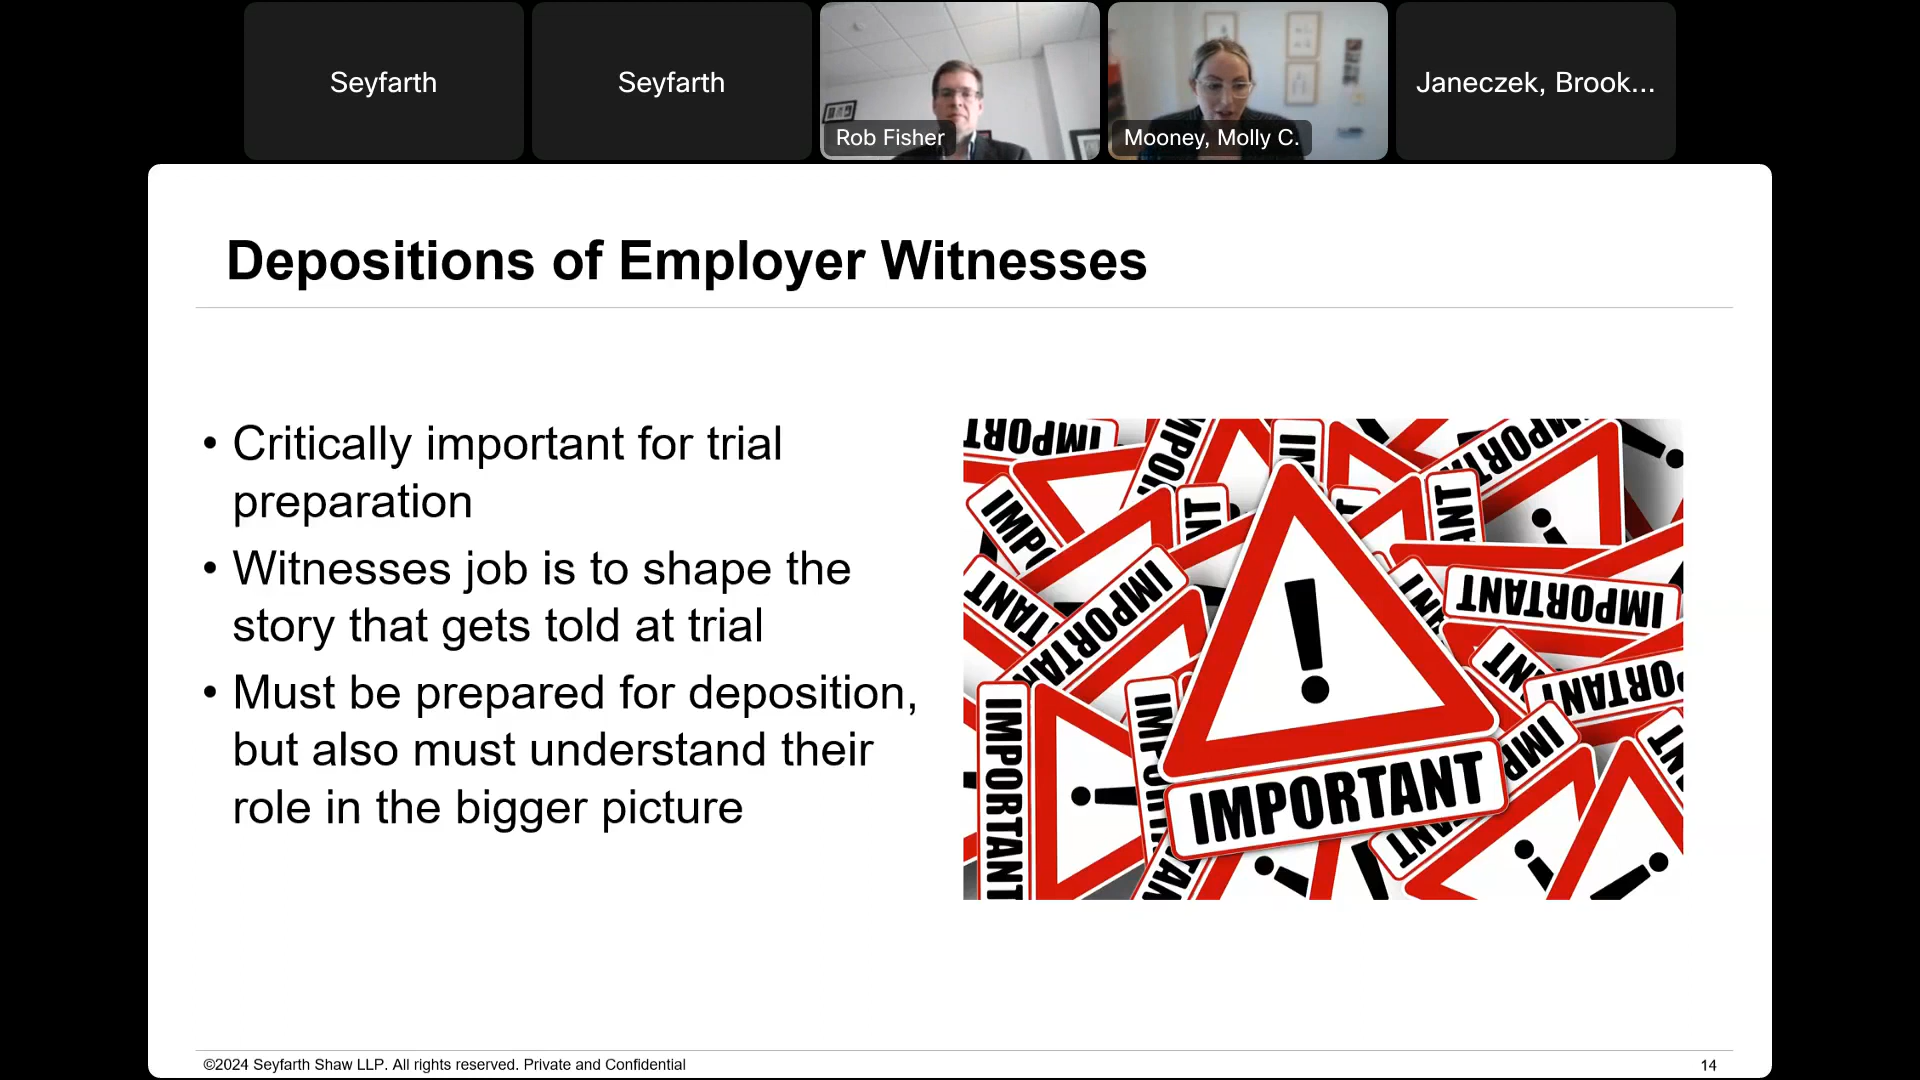 Seyfarth
Seyfarth
Rob Fisher
Mooney, Molly C.
Janeczek, Brook...
Depositions of Employer Witnesses
• Critically important for trial
preparation
• Witnesses job is to shape the
story that gets told at trial
• Must be prepared for deposition,
but also must understand their
role in the bigger picture
IMPORTANT
IMPORTANT
IMPORTANT
IMPORTANT
©2024 Seyfarth Shaw LLP. All rights reserved. Private and Confidential
14